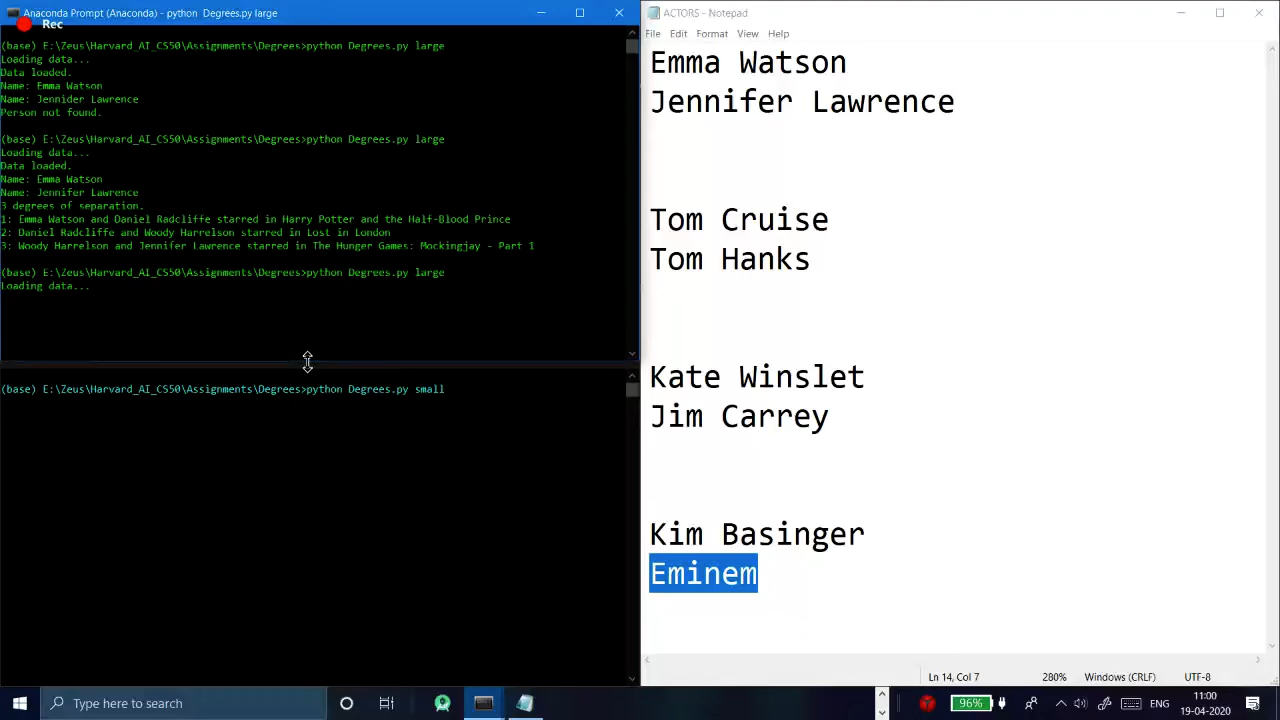 Anaconda Prompt (Anaconda) - python Degrees.py large
Rec
(base) E:\Zeus\Harvard_AI_CS50\Assignments\Degrees>python Degrees.py large
Loading data...
Data loaded.
Name: Emma Watson
Name: Jennider Lawrence
Person not found.
(base) E:\Zeus\Harvard_AI_CS50\Assignments\Degrees>python Degrees.py large
Loading data...
Data loaded.
Name: Emma Watson
Name: Jennifer Lawrence
3 degrees of separation.
1: Emma Watson and Daniel Radcliffe starred in Harry Potter and the Half-Blood Prince
2: Daniel Radcliffe and Woody Harrelson starred in Lost in London
3: Woody Harrelson and Jennifer Lawrence starred in The Hunger Games: Mockingjay - Part 1
(base) E:\Zeus\Harvard_AI_CS50\Assignments\Degrees>python Degrees.py large
Loading data...
(base) E:\Zeus\Harvard_AI_CS50\Assignments\Degrees>python Degrees.py small
ACTORS - Notepad
File Edit Format View Help
Emma Watson
Jennifer Lawrence
Tom Cruise
Tom Hanks
Kate Winslet
Jim Carrey
Kim Basinger
Eminem
Ln 14, Col 7 280% Windows (CRLF) UTF-8
Type here to search
96%
ENG
11:00
19-04-2020